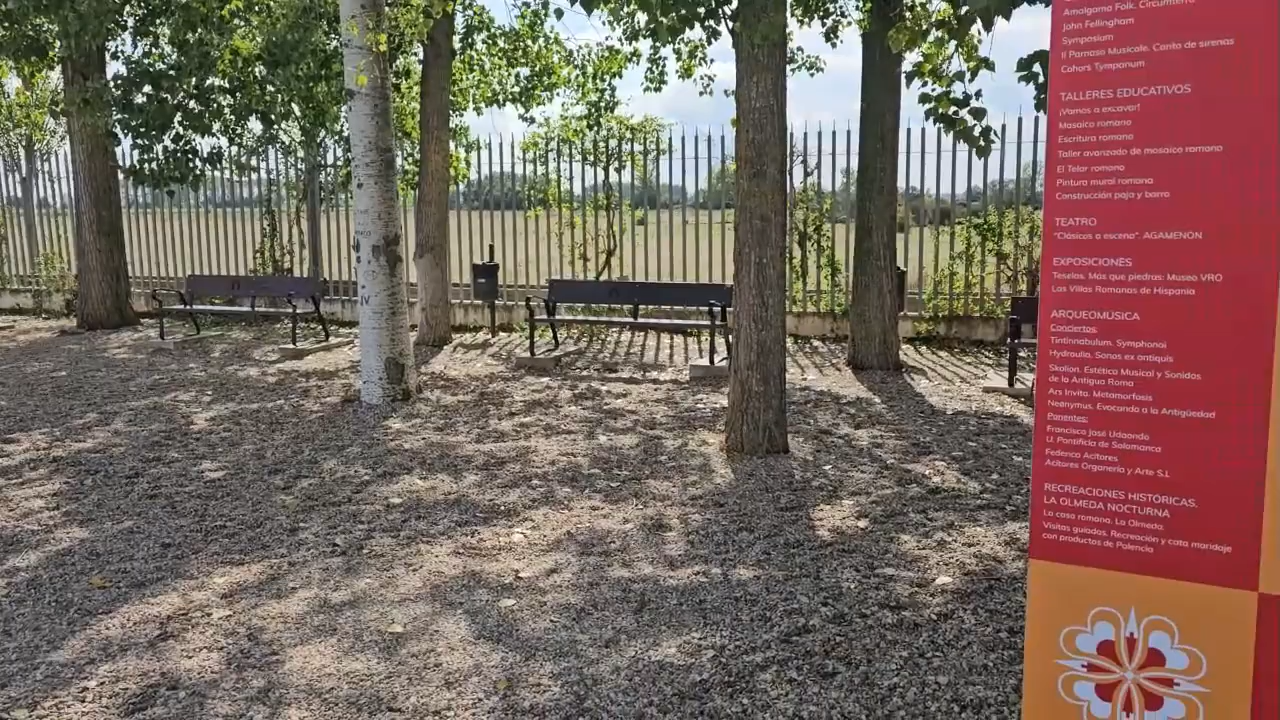 Amalgama Folk. Circumterra
John Fellingham
Symposium
Il Parnaso Musicale. Canto de sirenas
Cohors Tympanum
TALLERES EDUCATIVOS
¡Vamos a excavar!
Mosaico romano
Escritura romana
Taller avanzado de mosaico romano
El Telar romano
Pintura mural romana
Construcción paja y barro
TEATRO
"Clásicos a escena". AGAMENON
EXPOSICIONES
Teselas. Más que piedras: Museo VRO
Las Villas Romanas de Hispania
ARQUEOMÚSICA
Conciertos:
Tintinnabulum. Symphonoi
Hydraulia. Sonos ex antiquis
Skolion. Estética Musical y Sonidos
de la Antigua Roma
Ars Invita. Metamorfosis
Neónymus. Evocando a la Antigüedad
Ponentes:
Francisco José Udaondo
U. Pontificia de Salamanca
Federico Acitores
Acitores Organería y Arte S.L
RECREACIONES HISTÓRICAS.
LA OLMEDA NOCTURNA
La casa romana. La Olmeda.
Visitas guiadas. Recreación y cata maridaje
con productos de Palencia
IV